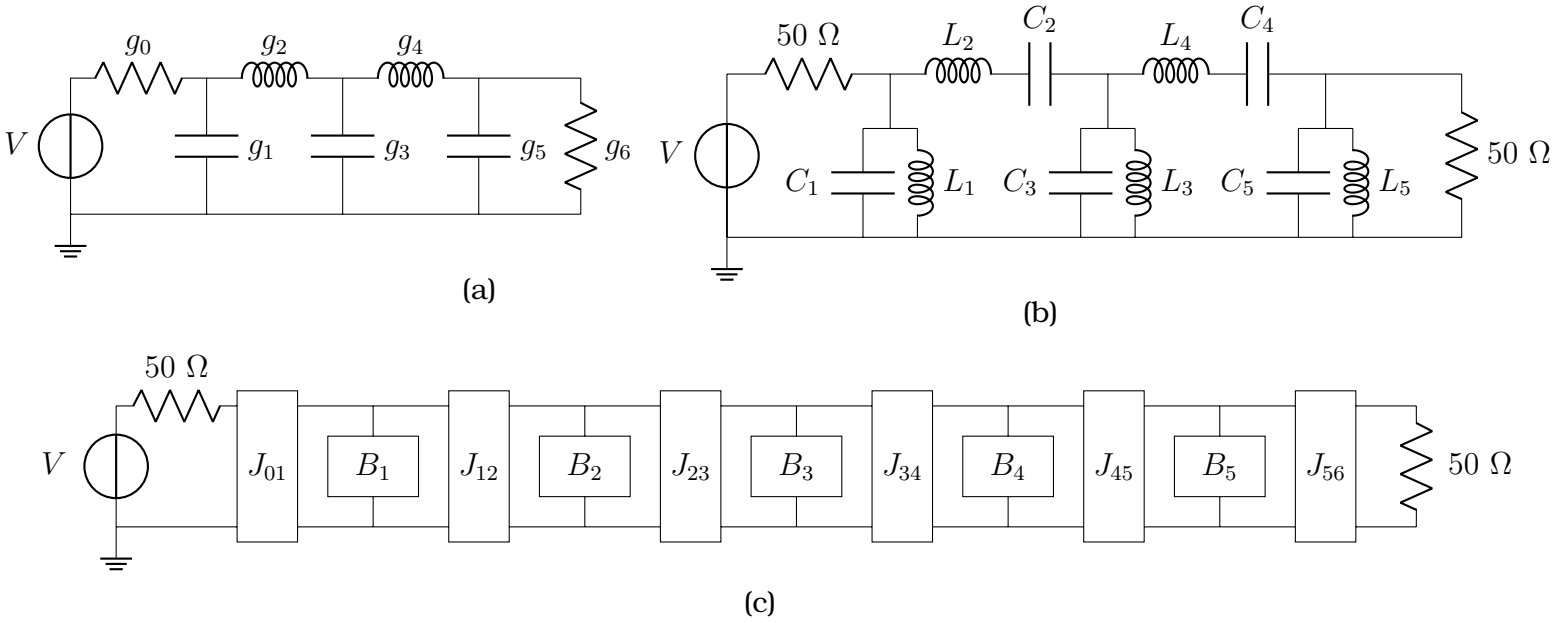 g₀ g₂ g₄
V g₁ g₃ g₅ g₆
(a)
50 Ω L₂ C₂ L₄ C₄
V C₁ L₁ C₃ L₃ C₅ L₅ 50 Ω
(b)
50 Ω
V J₀₁ B₁ J₁₂ B₂ J₂₃ B₃ J₃₄ B₄ J₄₅ B₅ J₅₆ 50 Ω
(c)